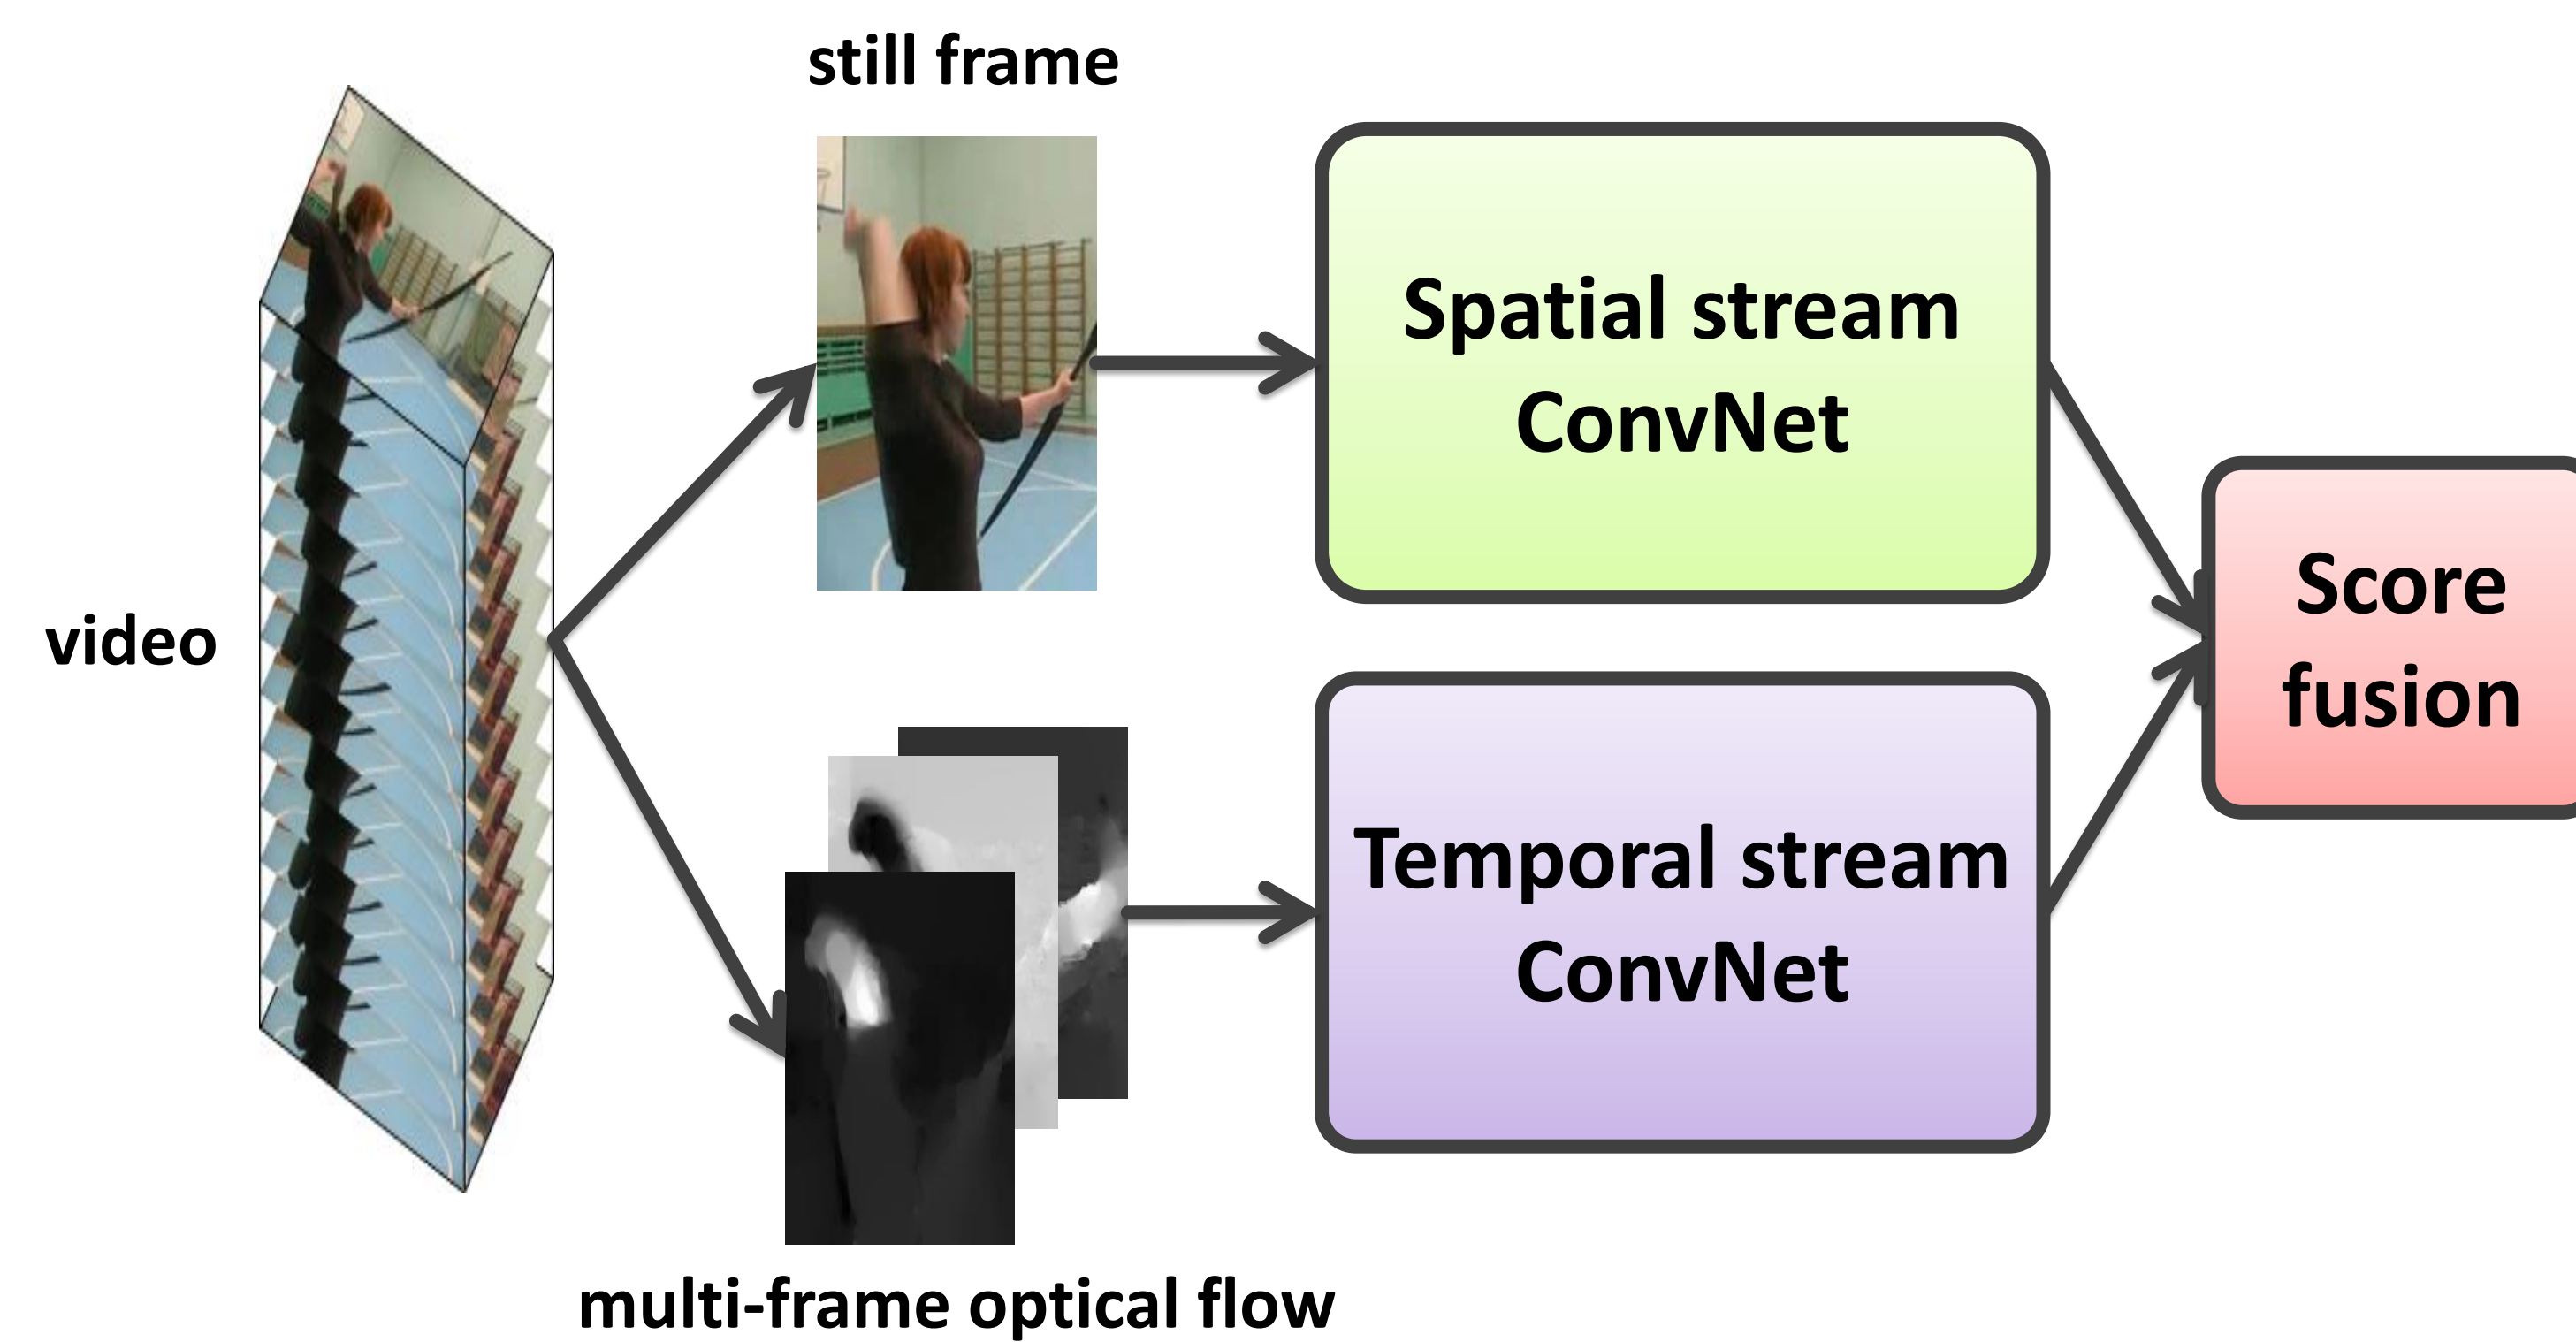 still frame
Spatial stream
ConvNet
video
Score
fusion
Temporal stream
ConvNet
multi-frame optical flow